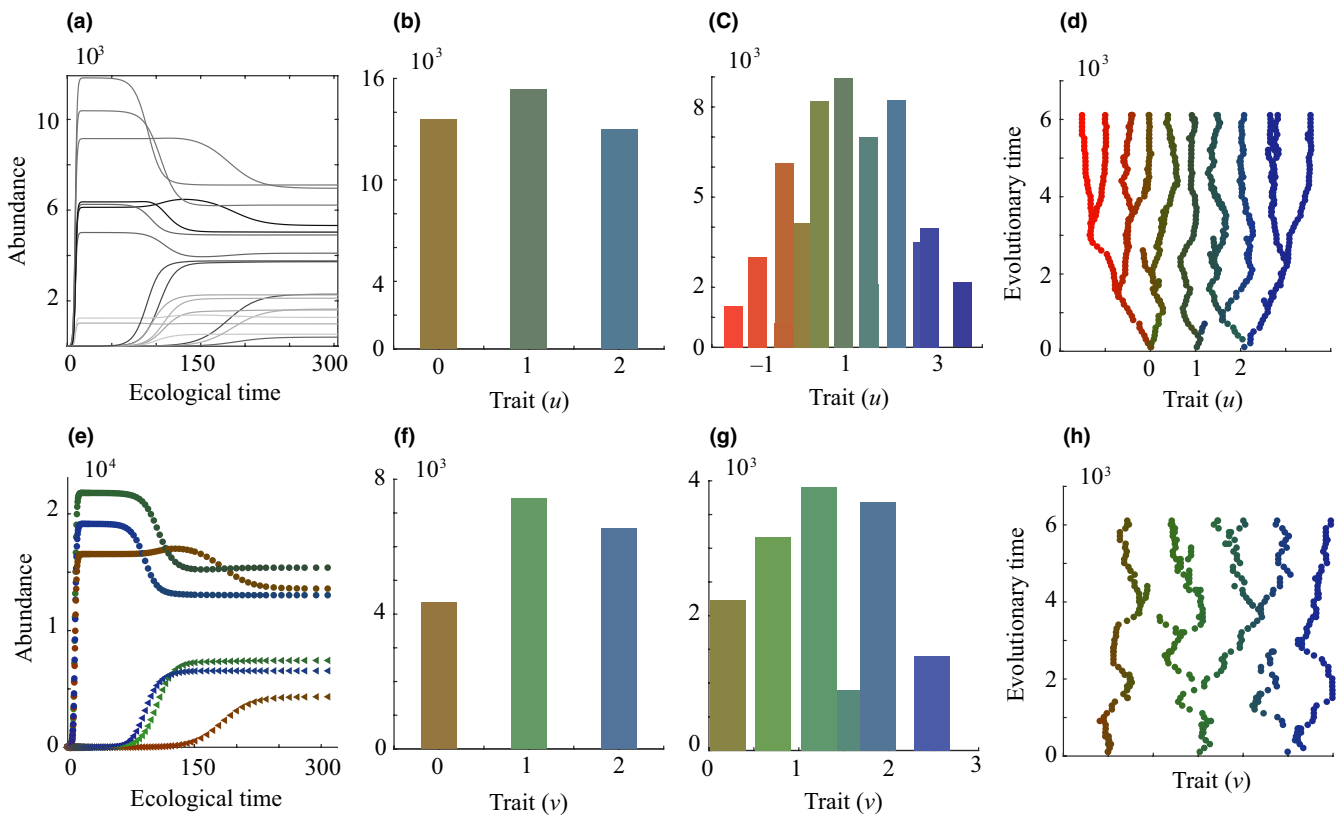 (a)
10³
10
6
2
0
150
300
Abundance
Ecological time
(b)
10³
16
10
4
0
0
1
2
Trait (u)
(C)
10³
8
5
2
0
−1
1
3
Trait (u)
(d)
10³
6
4
2
0
0
1
2
Evolutionary time
Trait (u)
(e)
10⁴
2
1
0
0
150
300
Abundance
Ecological time
(f)
10³
8
4
0
0
1
2
Trait (v)
(g)
10³
4
2
0
0
1
2
3
Trait (v)
(h)
10³
6
4
2
0
Evolutionary time
Trait (v)